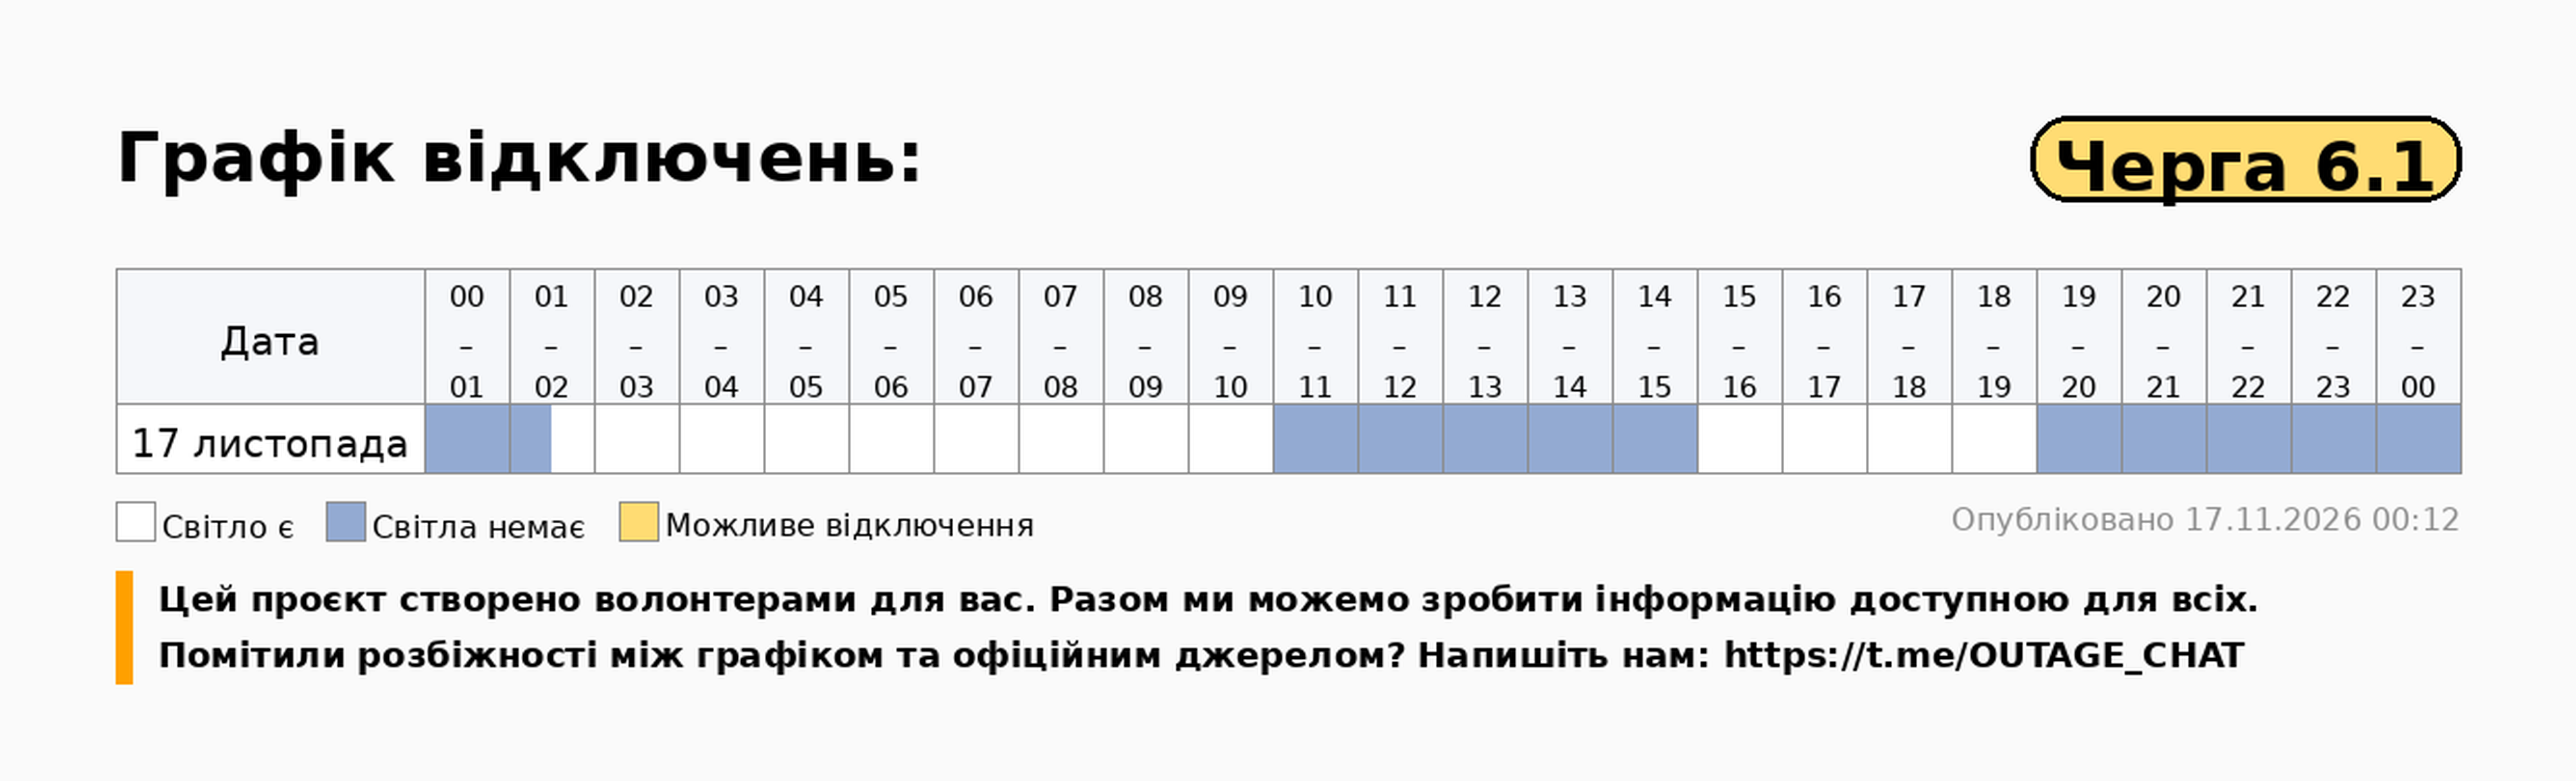 Графік відключень:
Черга 6.1
Дата
00 – 01
01 – 02
02 – 03
03 – 04
04 – 05
05 – 06
06 – 07
07 – 08
08 – 09
09 – 10
10 – 11
11 – 12
12 – 13
13 – 14
14 – 15
15 – 16
16 – 17
17 – 18
18 – 19
19 – 20
20 – 21
21 – 22
22 – 23
23 – 00
17 листопада
Світло є
Світла немає
Можливе відключення
Опубліковано 17.11.2026 00:12
Цей проєкт створено волонтерами для вас. Разом ми можемо зробити інформацію доступною для всіх.
Помітили розбіжності між графіком та офіційним джерелом? Напишіть нам: https://t.me/OUTAGE_CHAT